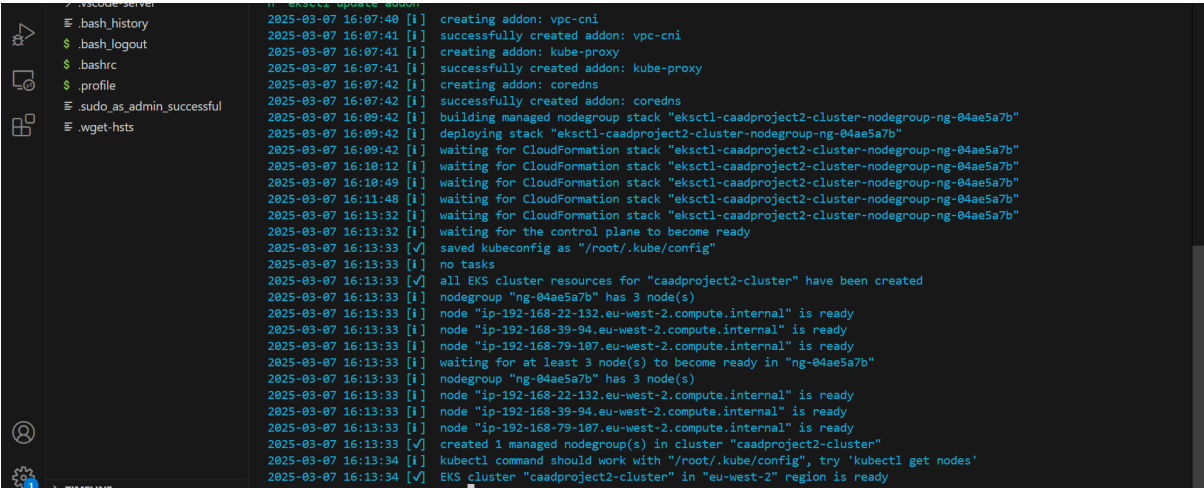 .vscode-server
.bash_history
$ .bash_logout
$ .bashrc
$ .profile
.sudo_as_admin_successful
.wget-hsts
TIMELINE
1
n `eksctl update addon`
2025-03-07 16:07:40 [ℹ]  creating addon: vpc-cni
2025-03-07 16:07:41 [ℹ]  successfully created addon: vpc-cni
2025-03-07 16:07:41 [ℹ]  creating addon: kube-proxy
2025-03-07 16:07:41 [ℹ]  successfully created addon: kube-proxy
2025-03-07 16:07:42 [ℹ]  creating addon: coredns
2025-03-07 16:07:42 [ℹ]  successfully created addon: coredns
2025-03-07 16:09:42 [ℹ]  building managed nodegroup stack "eksctl-caadproject2-cluster-nodegroup-ng-04ae5a7b"
2025-03-07 16:09:42 [ℹ]  deploying stack "eksctl-caadproject2-cluster-nodegroup-ng-04ae5a7b"
2025-03-07 16:09:42 [ℹ]  waiting for CloudFormation stack "eksctl-caadproject2-cluster-nodegroup-ng-04ae5a7b"
2025-03-07 16:10:12 [ℹ]  waiting for CloudFormation stack "eksctl-caadproject2-cluster-nodegroup-ng-04ae5a7b"
2025-03-07 16:10:49 [ℹ]  waiting for CloudFormation stack "eksctl-caadproject2-cluster-nodegroup-ng-04ae5a7b"
2025-03-07 16:11:48 [ℹ]  waiting for CloudFormation stack "eksctl-caadproject2-cluster-nodegroup-ng-04ae5a7b"
2025-03-07 16:13:32 [ℹ]  waiting for CloudFormation stack "eksctl-caadproject2-cluster-nodegroup-ng-04ae5a7b"
2025-03-07 16:13:32 [ℹ]  waiting for the control plane to become ready
2025-03-07 16:13:33 [✔]  saved kubeconfig as "/root/.kube/config"
2025-03-07 16:13:33 [ℹ]  no tasks
2025-03-07 16:13:33 [✔]  all EKS cluster resources for "caadproject2-cluster" have been created
2025-03-07 16:13:33 [ℹ]  nodegroup "ng-04ae5a7b" has 3 node(s)
2025-03-07 16:13:33 [ℹ]  node "ip-192-168-22-132.eu-west-2.compute.internal" is ready
2025-03-07 16:13:33 [ℹ]  node "ip-192-168-39-94.eu-west-2.compute.internal" is ready
2025-03-07 16:13:33 [ℹ]  node "ip-192-168-79-107.eu-west-2.compute.internal" is ready
2025-03-07 16:13:33 [ℹ]  waiting for at least 3 node(s) to become ready in "ng-04ae5a7b"
2025-03-07 16:13:33 [ℹ]  nodegroup "ng-04ae5a7b" has 3 node(s)
2025-03-07 16:13:33 [ℹ]  node "ip-192-168-22-132.eu-west-2.compute.internal" is ready
2025-03-07 16:13:33 [ℹ]  node "ip-192-168-39-94.eu-west-2.compute.internal" is ready
2025-03-07 16:13:33 [ℹ]  node "ip-192-168-79-107.eu-west-2.compute.internal" is ready
2025-03-07 16:13:33 [✔]  created 1 managed nodegroup(s) in cluster "caadproject2-cluster"
2025-03-07 16:13:34 [ℹ]  kubectl command should work with "/root/.kube/config", try 'kubectl get nodes'
2025-03-07 16:13:34 [✔]  EKS cluster "caadproject2-cluster" in "eu-west-2" region is ready